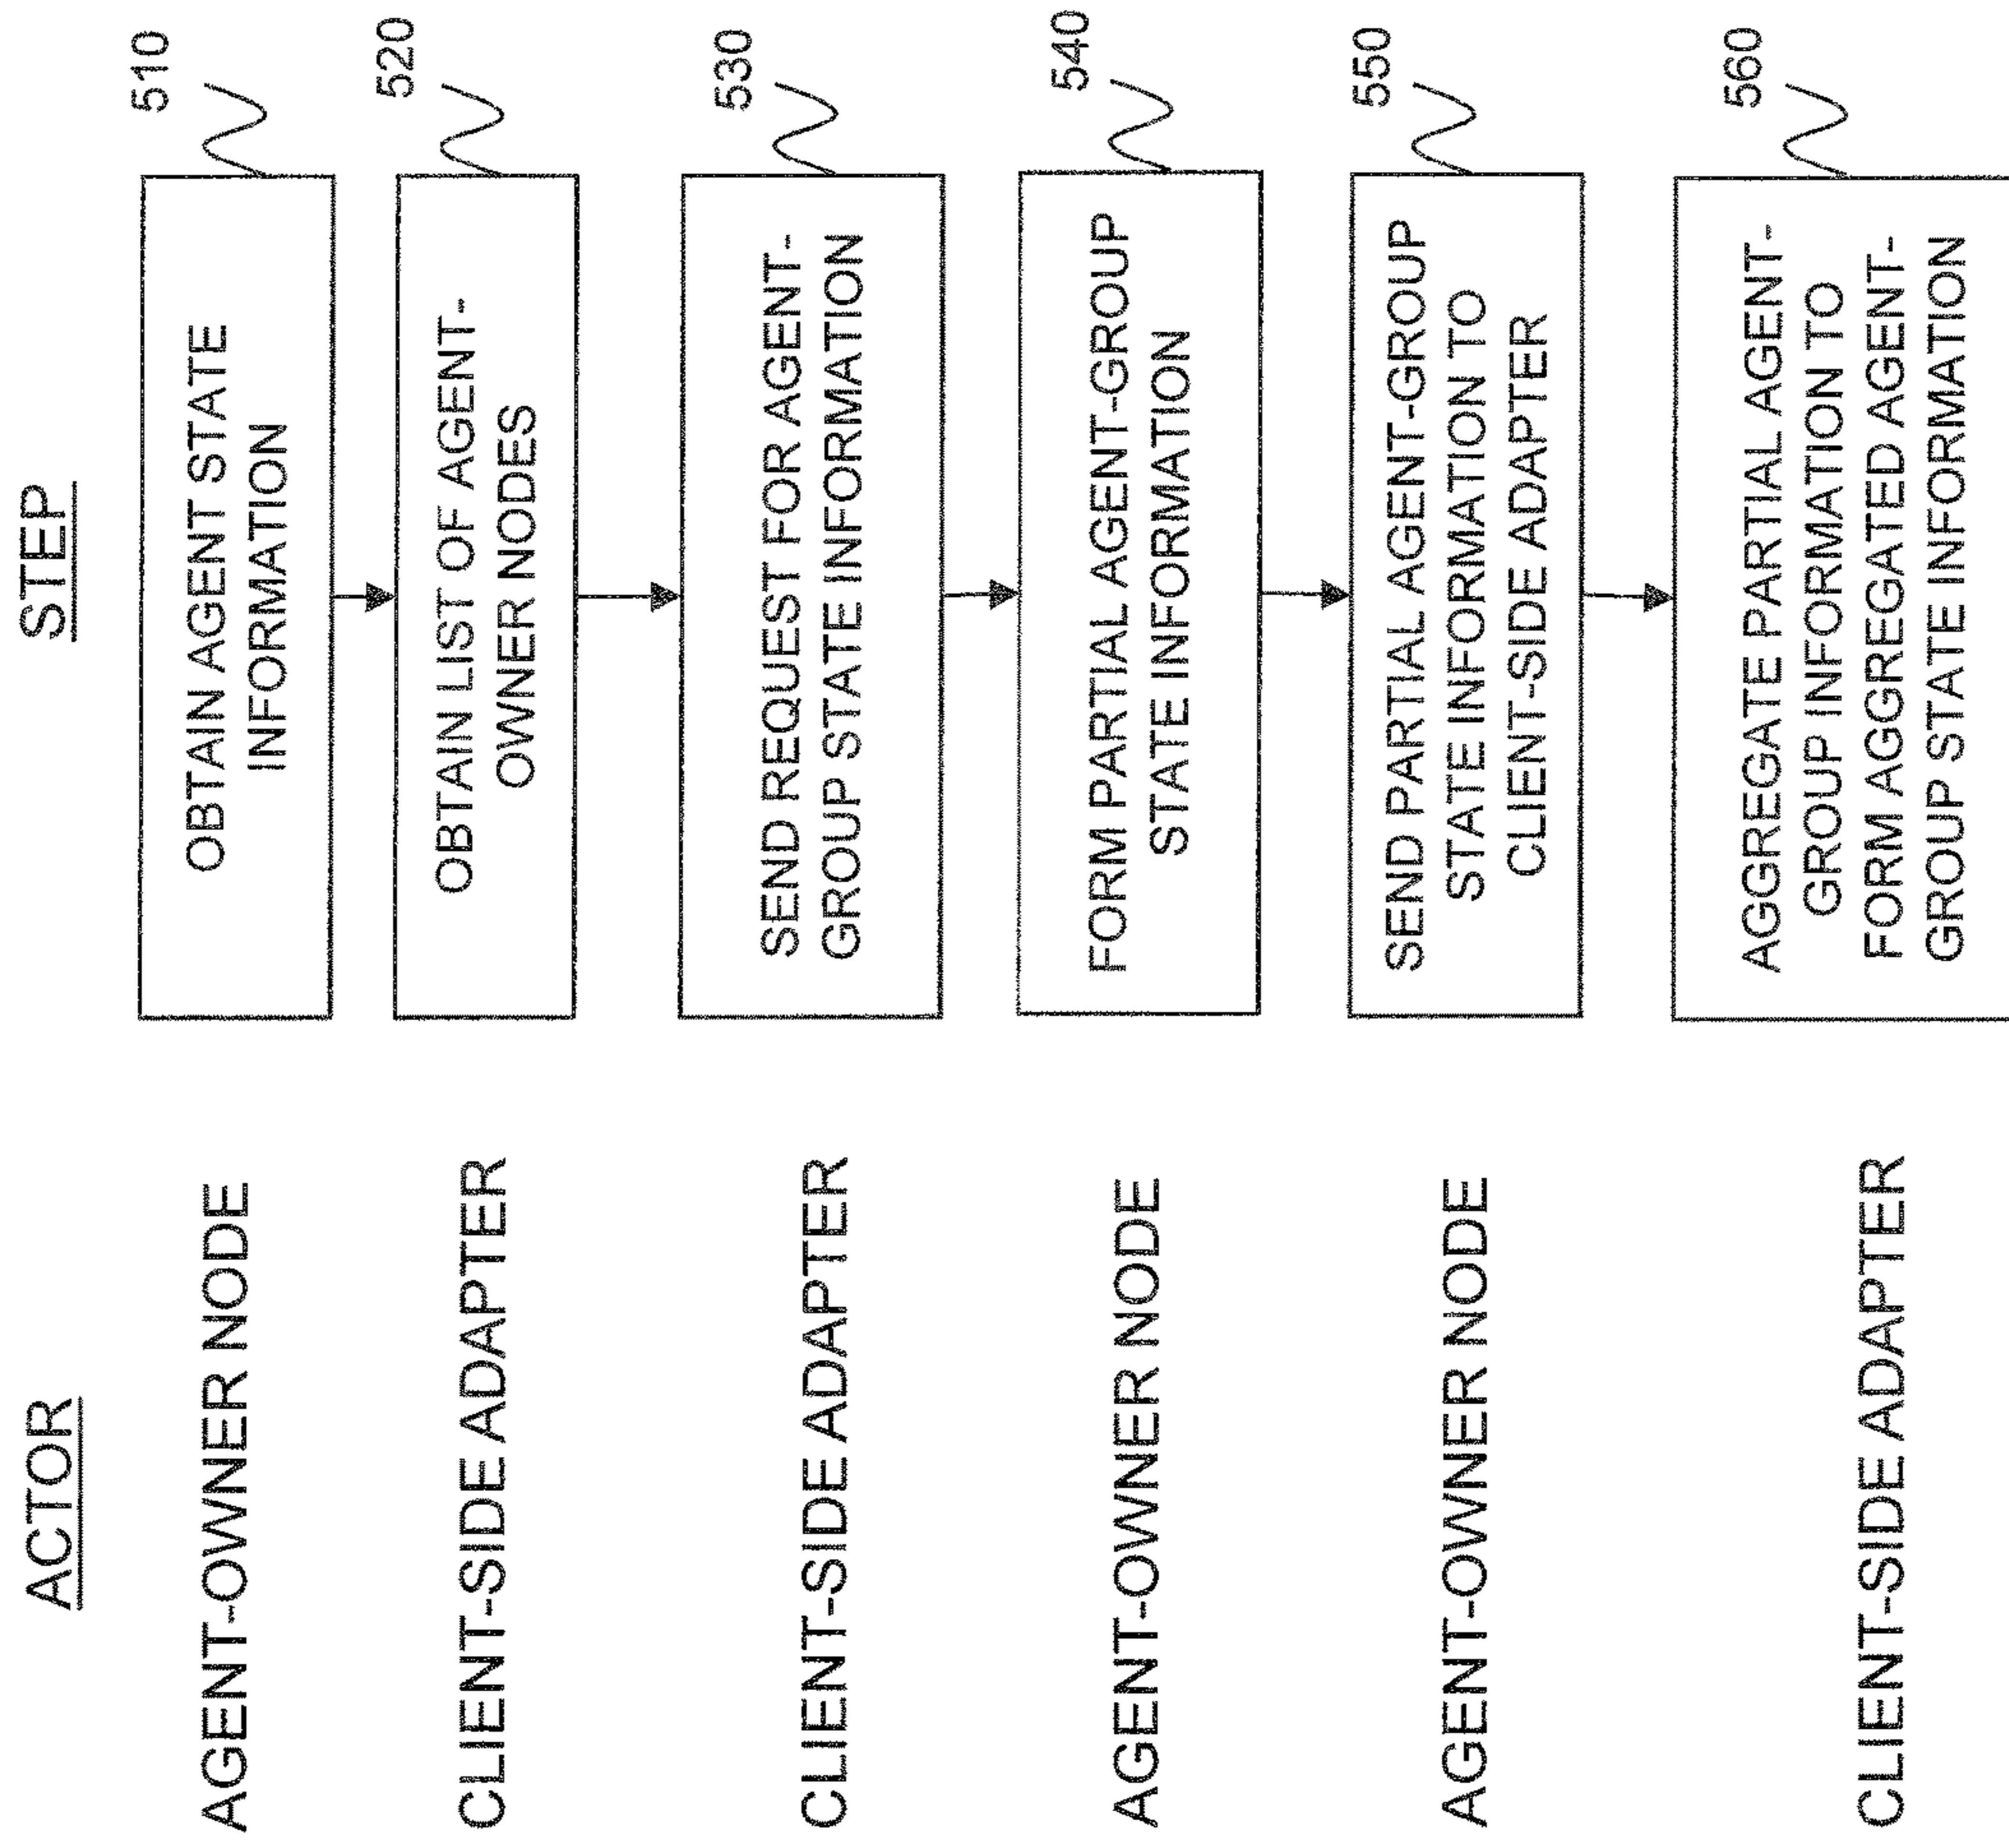 ACTOR
STEP
AGENT-OWNER NODE
OBTAIN AGENT STATE
INFORMATION
510
CLIENT-SIDE ADAPTER
OBTAIN LIST OF AGENT-
OWNER NODES
520
CLIENT-SIDE ADAPTER
SEND REQUEST FOR AGENT-
GROUP STATE INFORMATION
530
AGENT-OWNER NODE
FORM PARTIAL AGENT-GROUP
STATE INFORMATION
540
AGENT-OWNER NODE
SEND PARTIAL AGENT-GROUP
STATE INFORMATION TO
CLIENT-SIDE ADAPTER
550
CLIENT-SIDE ADAPTER
AGGREGATE PARTIAL AGENT-
GROUP INFORMATION TO
FORM AGGREGATED AGENT-
GROUP STATE INFORMATION
560